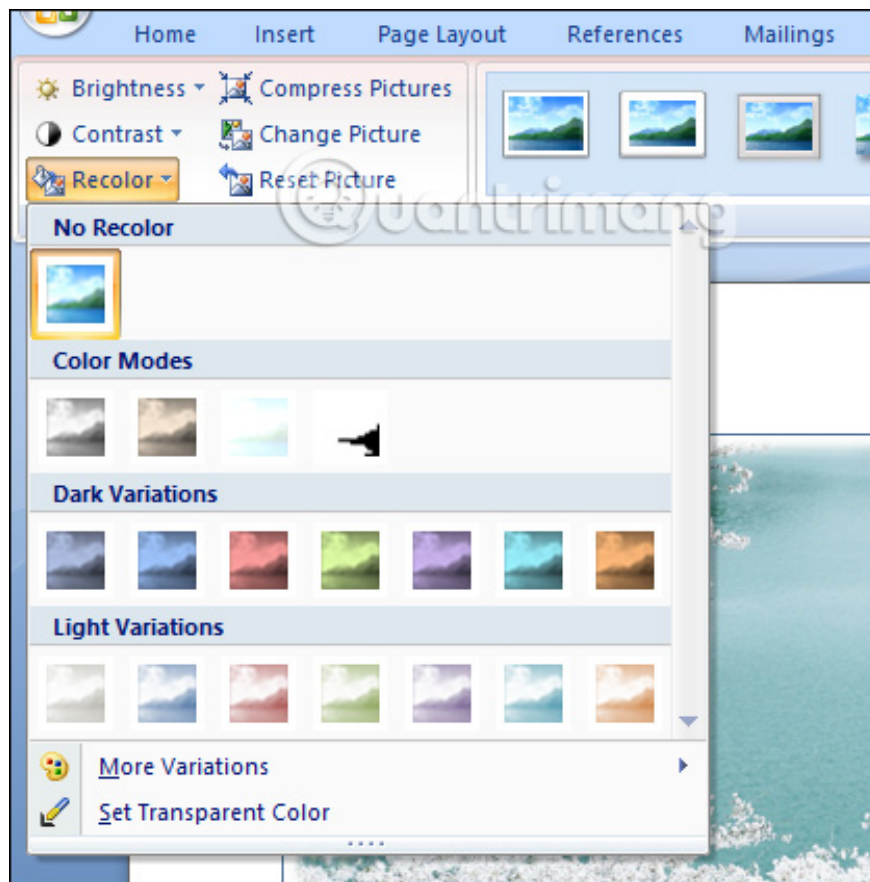 Home Insert Page Layout References Mailings
Brightness Compress Pictures
Contrast Change Picture
Recolor Reset Picture
Quantrimang
No Recolor
Color Modes
Dark Variations
Light Variations
More Variations
Set Transparent Color